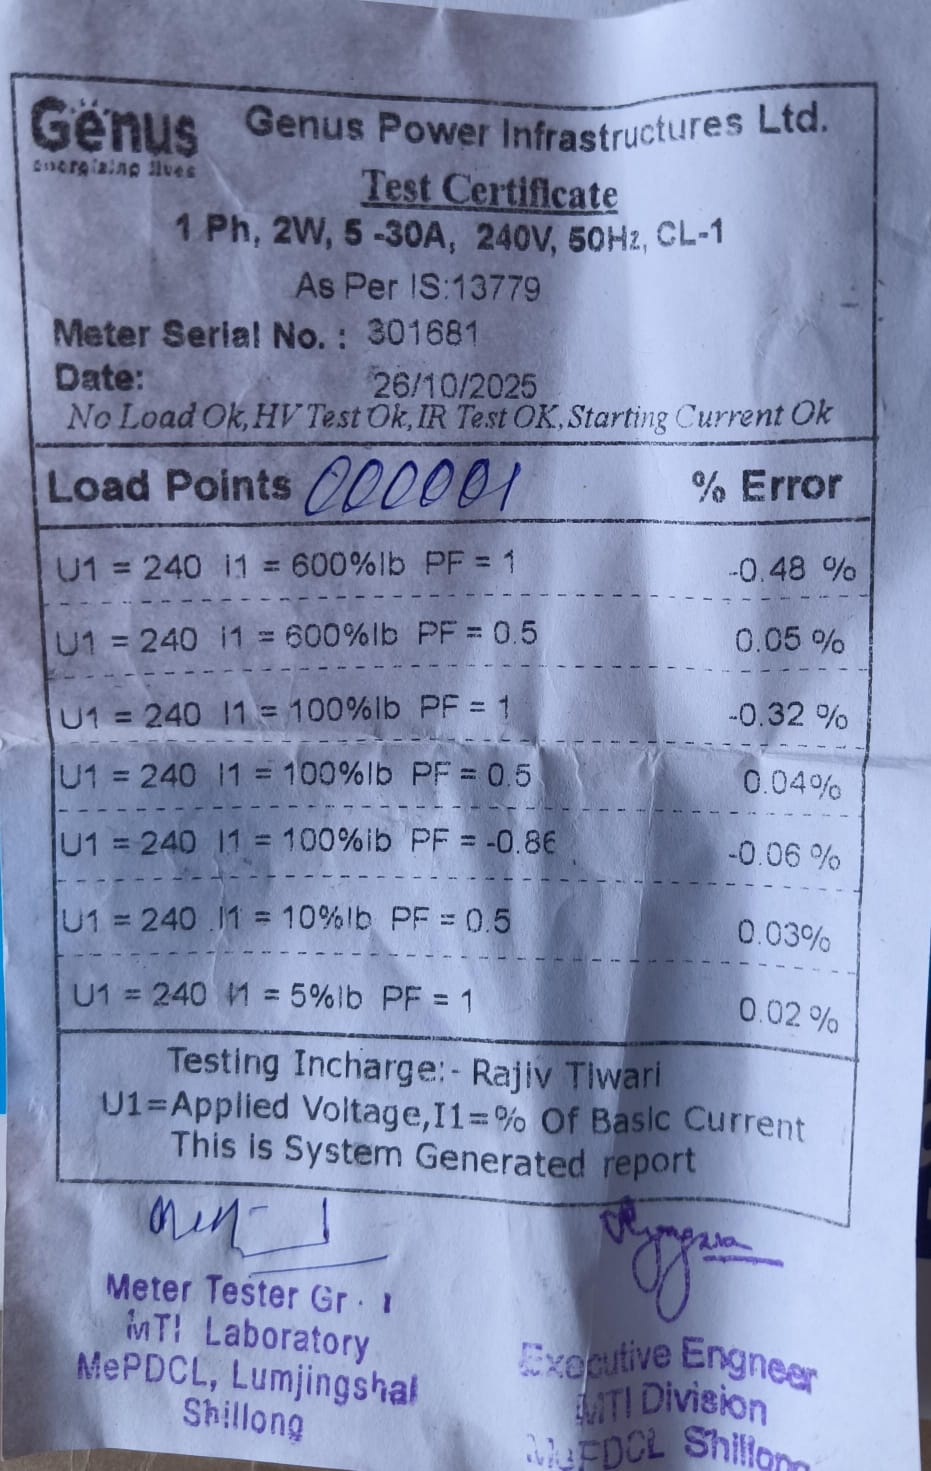 Genus
energizing lives
Genus Power Infrastructures Ltd.
Test Certificate
1 Ph, 2W, 5 -30A, 240V, 50Hz, CL-1
As Per IS:13779
Meter Serial No. : 301681
Date: 26/10/2025
No Load Ok, HV Test Ok, IR Test OK, Starting Current Ok
Load Points 000001 % Error
U1 = 240 I1 = 600%Ib PF = 1 -0.48 %
U1 = 240 I1 = 600%Ib PF = 0.5 0.05 %
U1 = 240 I1 = 100%Ib PF = 1 -0.32 %
U1 = 240 I1 = 100%Ib PF = 0.5 0.04%
U1 = 240 I1 = 100%Ib PF = -0.86 -0.06 %
U1 = 240 I1 = 10%Ib PF = 0.5 0.03%
U1 = 240 I1 = 5%Ib PF = 1 0.02 %
Testing Incharge:- Rajiv Tiwari
U1=Applied Voltage,I1=% Of Basic Current
This is System Generated report
Meter Tester Gr - I
MTI Laboratory
MePDCL, Lumjingshai
Shillong
Executive Engneer
MTI Division
MePDCL Shillong